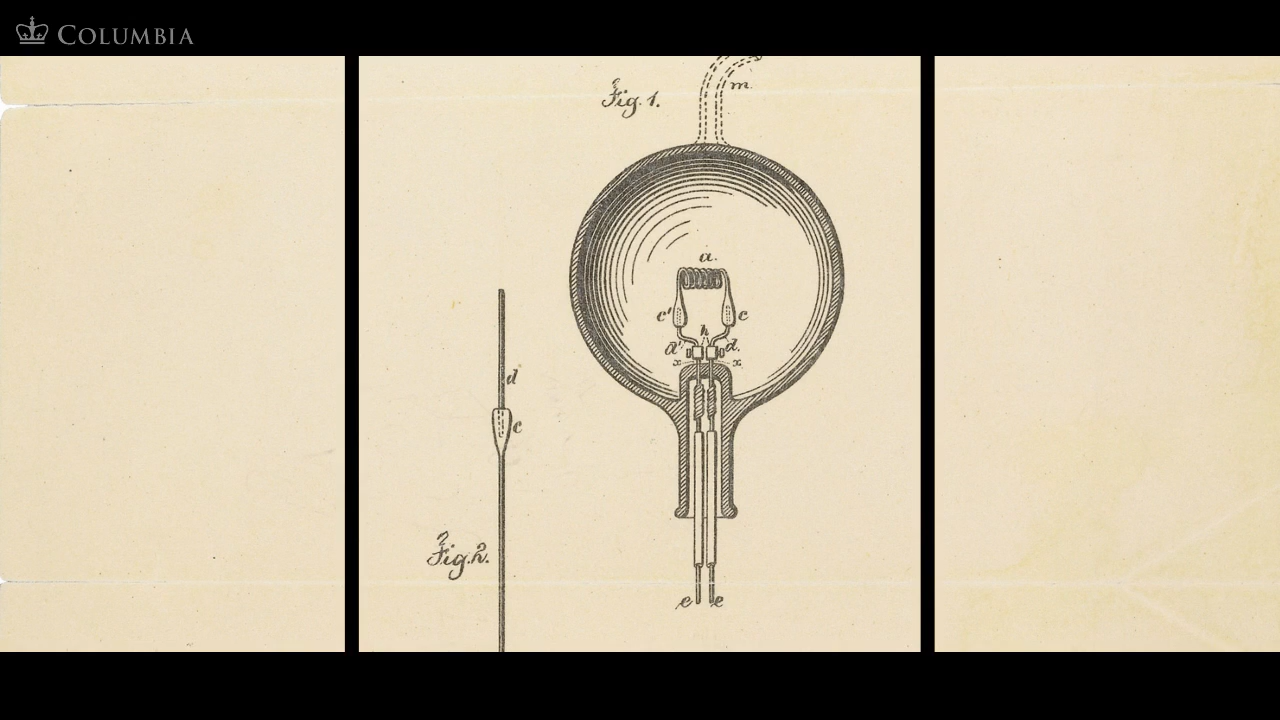 COLUMBIA
Fig. 1.
m
a.
c' c
h
d' d.
x x
d
c
Fig. 2.
e e